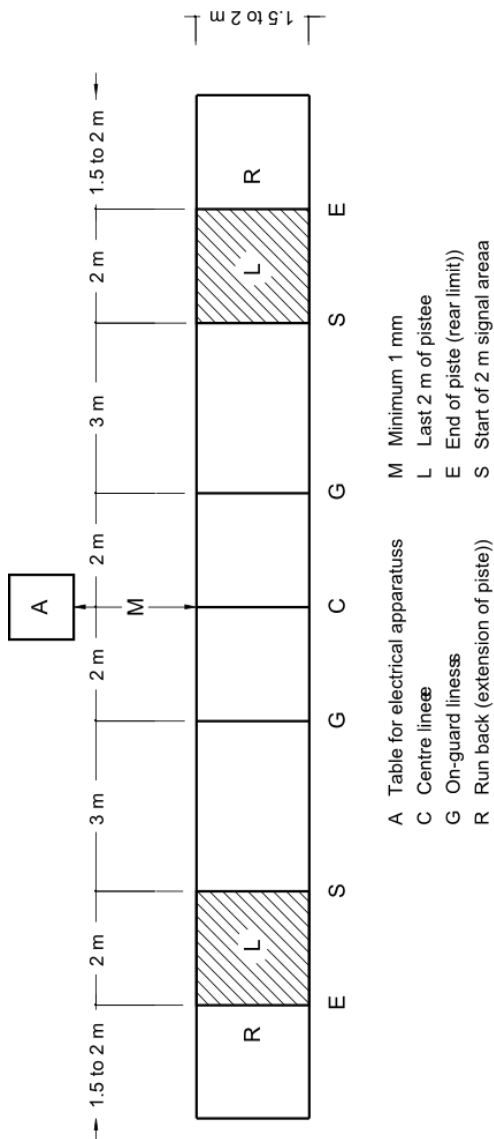 A
1.5 to 2 m 2 m 3 m 2 m 2 m 3 m 2 m 1.5 to 2 m
M
R L L R
1.5 to 2 m
E S G C G S E
A Table for electrical apparatuss
C Centre linee
G On-guard liness
R Run back (extension of piste))
M Minimum 1 mm
L Last 2 m of pistee
E End of piste (rear limit))
S Start of 2 m signal areaa